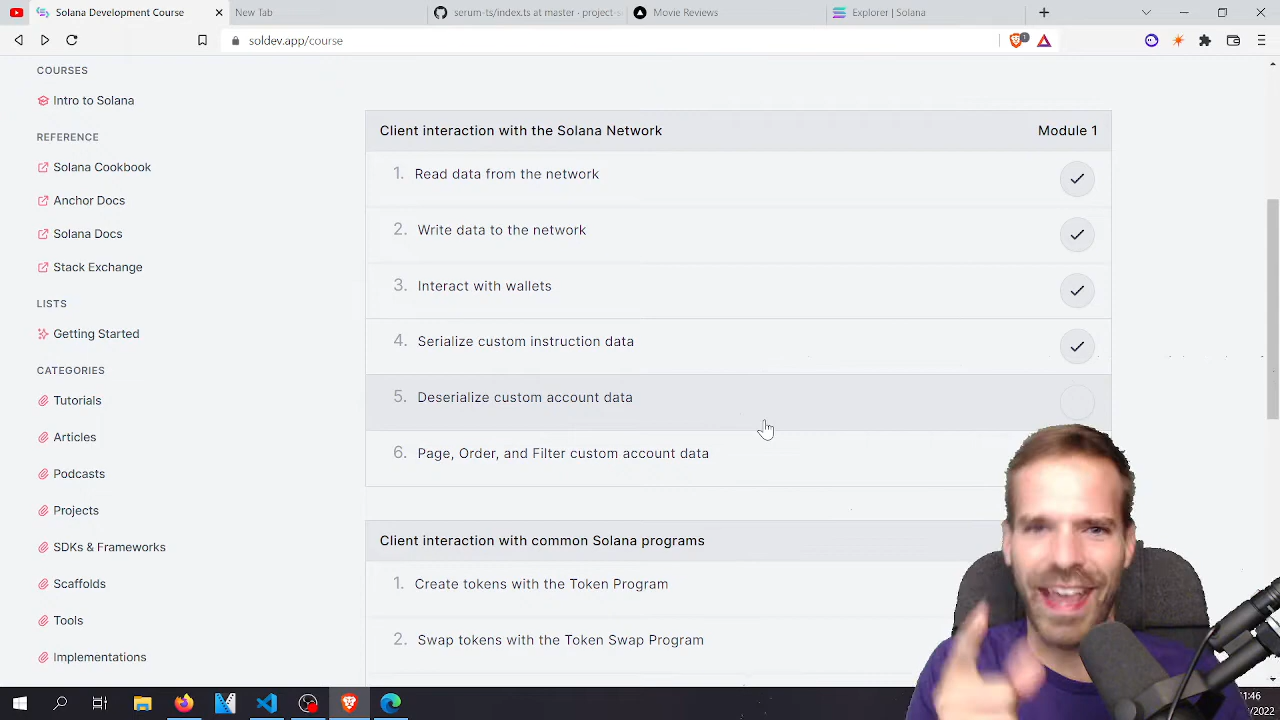 Solana Development Course
New Tab
serum-ts/index.ts at master · project-s
Movie Reviews
Explorer | Solana
soldev.app/course
1
COURSES
Intro to Solana
REFERENCE
Solana Cookbook
Anchor Docs
Solana Docs
Stack Exchange
LISTS
Getting Started
CATEGORIES
Tutorials
Articles
Podcasts
Projects
SDKs & Frameworks
Scaffolds
Tools
Implementations
Client interaction with the Solana Network
Module 1
1. Read data from the network
2. Write data to the network
3. Interact with wallets
4. Serialize custom instruction data
5. Deserialize custom account data
6. Page, Order, and Filter custom account data
Client interaction with common Solana programs
1. Create tokens with the Token Program
2. Swap tokens with the Token Swap Program
:46
/2022